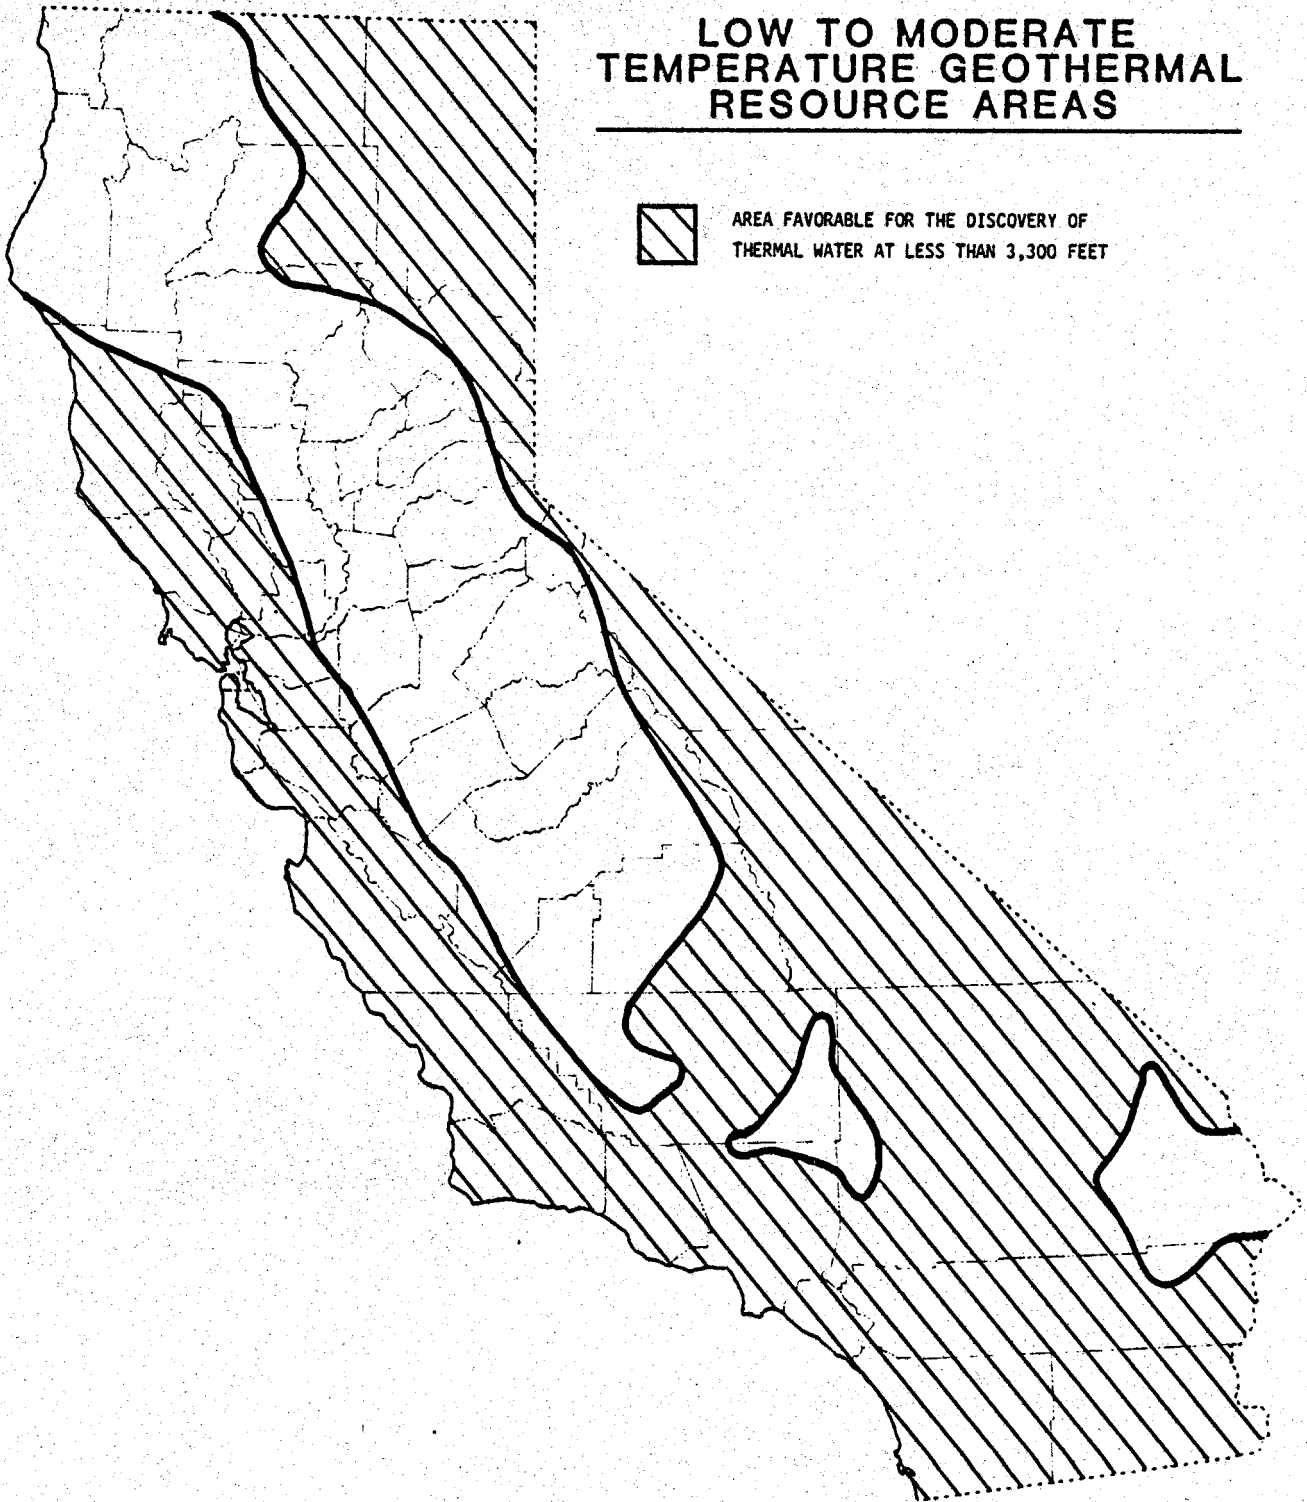 LOW TO MODERATE
TEMPERATURE GEOTHERMAL
RESOURCE AREAS
AREA FAVORABLE FOR THE DISCOVERY OF
THERMAL WATER AT LESS THAN 3,300 FEET